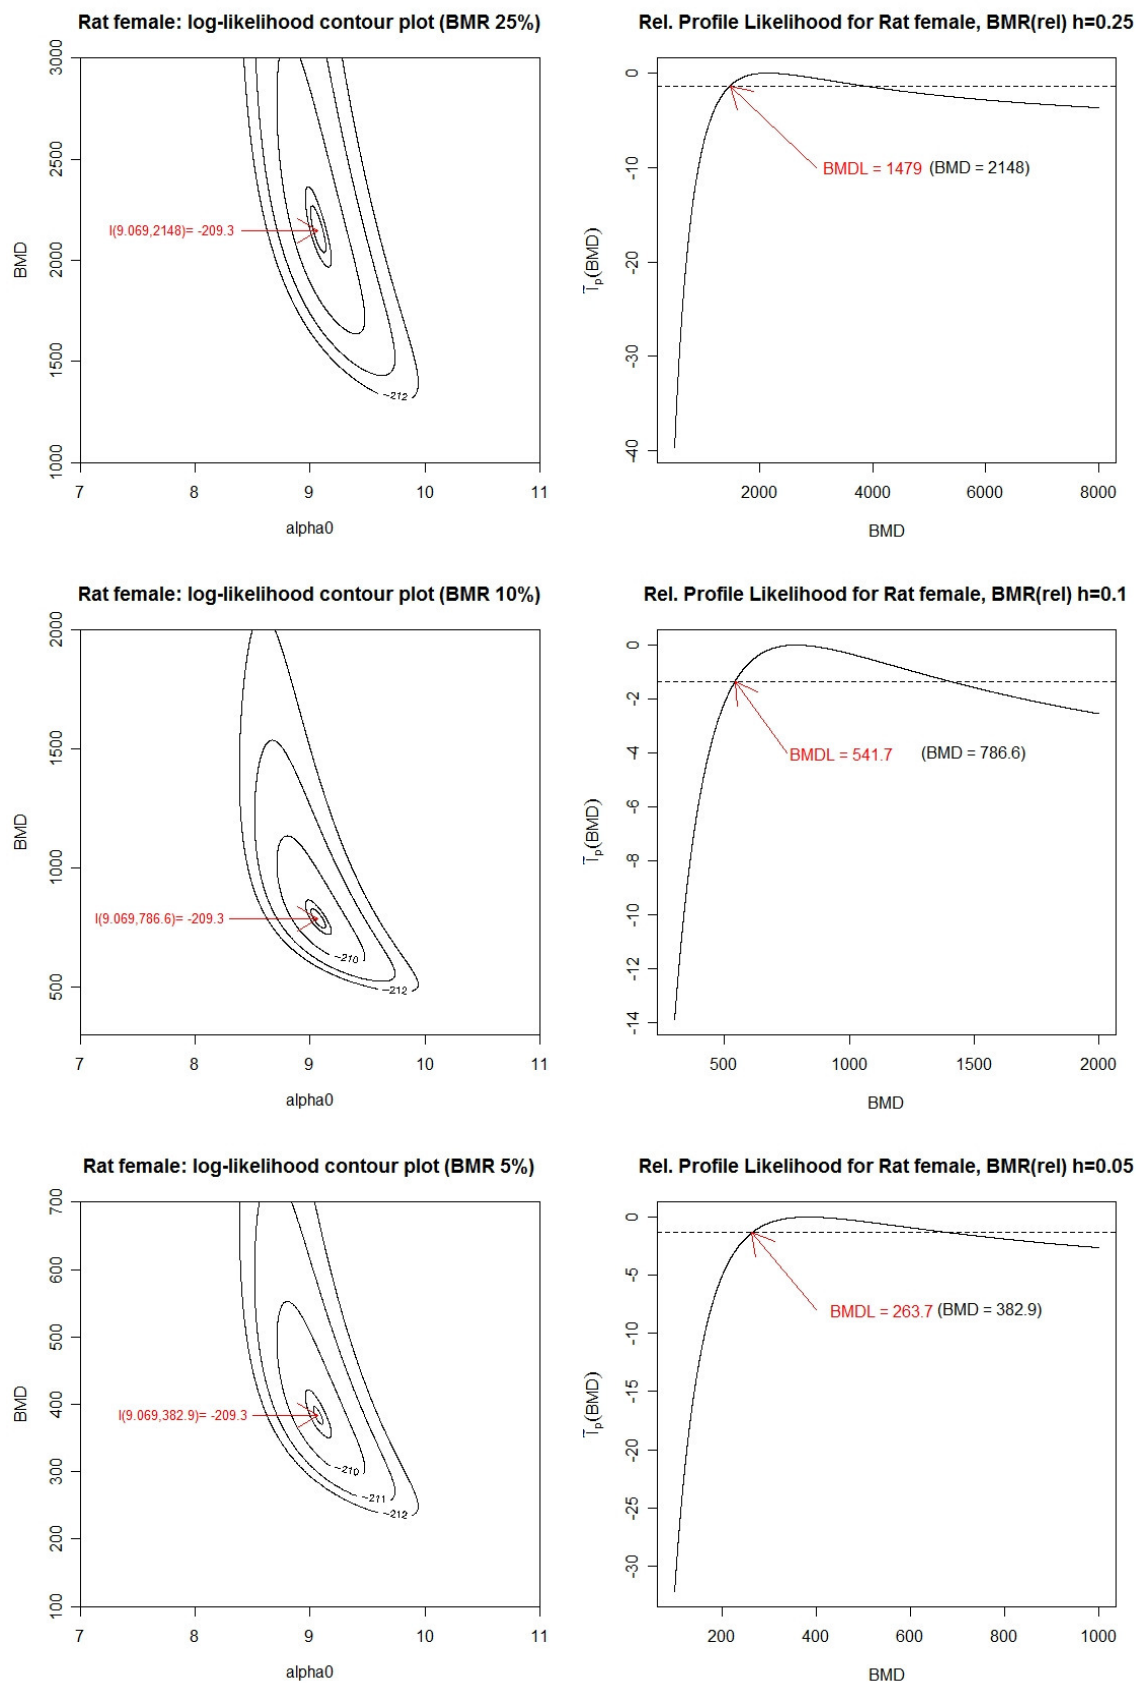 Rat female: log-likelihood contour plot (BMR 25%)
BMD
3000
2500
2000
1500
1000
l(9.069,2148)= -209.3
-212
7 8 9 10 11
alpha0
Rel. Profile Likelihood for Rat female, BMR(rel) h=0.25
l̄p(BMD)
0
-10
-20
-30
-40
BMDL = 1479 (BMD = 2148)
2000 4000 6000 8000
BMD
Rat female: log-likelihood contour plot (BMR 10%)
BMD
2000
1500
1000
500
l(9.069,786.6)= -209.3
-210
-212
7 8 9 10 11
alpha0
Rel. Profile Likelihood for Rat female, BMR(rel) h=0.1
l̄p(BMD)
0
-2
-4
-6
-8
-10
-12
-14
BMDL = 541.7 (BMD = 786.6)
500 1000 1500 2000
BMD
Rat female: log-likelihood contour plot (BMR 5%)
BMD
700
600
500
400
300
200
100
l(9.069,382.9)= -209.3
-210
-211
-212
7 8 9 10 11
alpha0
Rel. Profile Likelihood for Rat female, BMR(rel) h=0.05
l̄p(BMD)
0
-5
-10
-15
-20
-25
-30
BMDL = 263.7 (BMD = 382.9)
200 400 600 800 1000
BMD